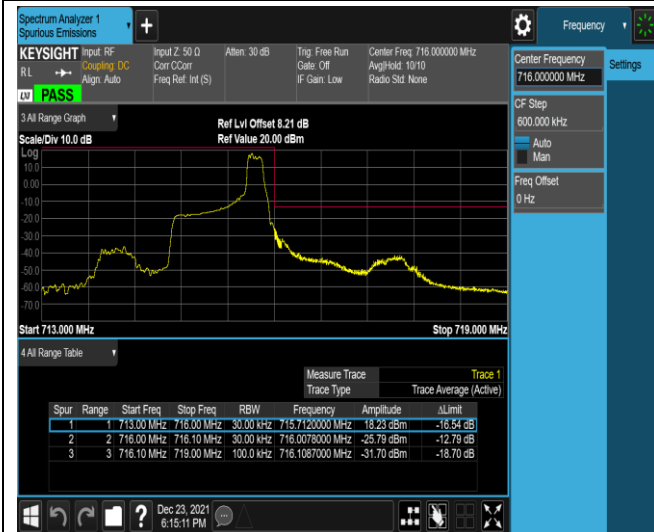 Spectrum Analyzer 1
Spurious Emissions
Frequency
KEYSIGHT Input: RF Input Z: 50 Ω Atten: 30 dB Trig: Free Run Center Freq: 716.000000 MHz
RL Coupling: DC Corr CCorr Gate: Off Avg|Hold: 10/10
Align: Auto Freq Ref: Int (S) IF Gain: Low Radio Std: None
LXI PASS
Center Frequency
716.000000 MHz
Settings
CF Step
600.000 kHz
Auto
Man
Freq Offset
0 Hz
3 All Range Graph
Ref Lvl Offset 8.21 dB
Scale/Div 10.0 dB Ref Value 20.00 dBm
Log
10.0
0.00
-10.0
-20.0
-30.0
-40.0
-50.0
-60.0
-70.0
Start 713.000 MHz Stop 719.000 MHz
4 All Range Table
Measure Trace Trace 1
Trace Type Trace Average (Active)
Spur Range Start Freq Stop Freq RBW Frequency Amplitude ΔLimit
1 1 713.00 MHz 716.00 MHz 30.00 kHz 715.7120000 MHz 18.23 dBm -16.54 dB
2 2 716.00 MHz 716.10 MHz 30.00 kHz 716.0078000 MHz -25.79 dBm -12.79 dB
3 3 716.10 MHz 719.00 MHz 100.0 kHz 716.1087000 MHz -31.70 dBm -18.70 dB
Dec 23, 2021
6:15:11 PM